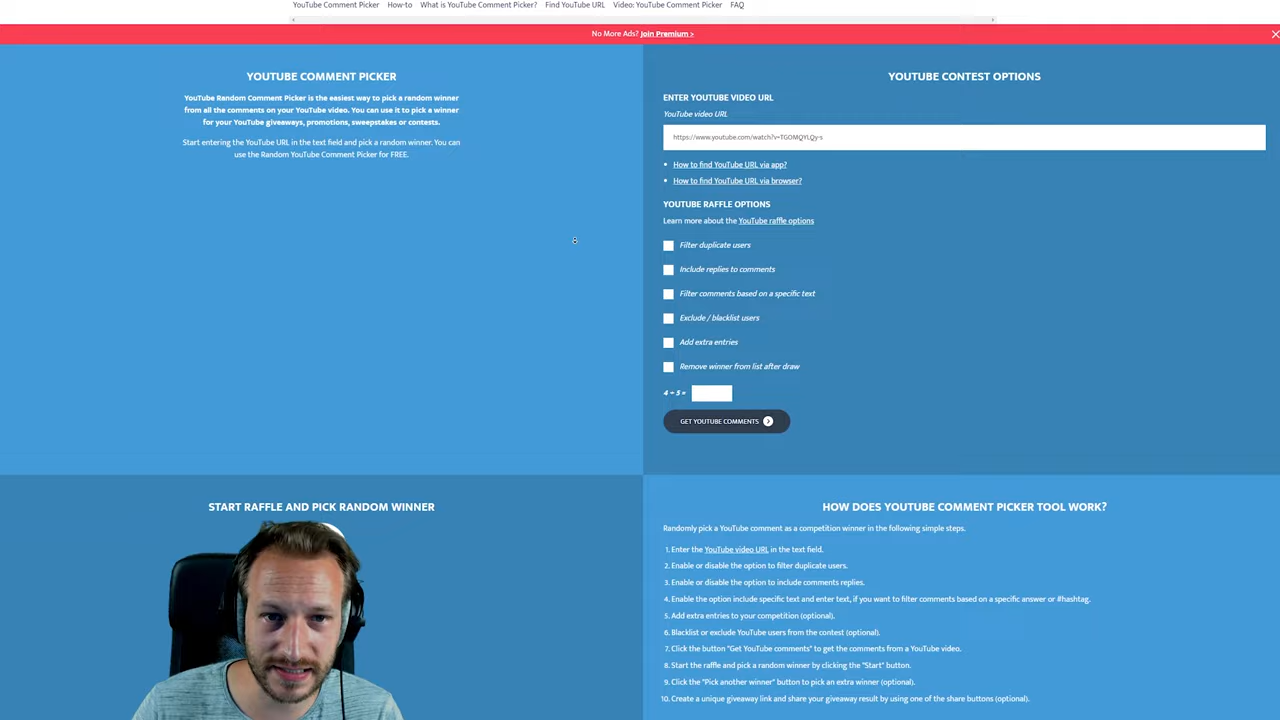 YouTube Comment Picker How-to What is YouTube Comment Picker? Find YouTube URL Video: YouTube Comment Picker FAQ
No More Ads? Join Premium >
YOUTUBE COMMENT PICKER
YouTube Random Comment Picker is the easiest way to pick a random winner
from all the comments on your YouTube video. You can use it to pick a winner
for your YouTube giveaways, promotions, sweepstakes or contests.
Start entering the YouTube URL in the text field and pick a random winner. You can
use the Random YouTube Comment Picker for FREE.
YOUTUBE CONTEST OPTIONS
ENTER YOUTUBE VIDEO URL
YouTube video URL
https://www.youtube.com/watch?v=TGOMQYLQy-s
How to find YouTube URL via app?
How to find YouTube URL via browser?
YOUTUBE RAFFLE OPTIONS
Learn more about the YouTube raffle options
Filter duplicate users
Include replies to comments
Filter comments based on a specific text
Exclude / blacklist users
Add extra entries
Remove winner from list after draw
GET YOUTUBE COMMENTS
START RAFFLE AND PICK RANDOM WINNER
HOW DOES YOUTUBE COMMENT PICKER TOOL WORK?
Randomly pick a YouTube comment as a competition winner in the following simple steps.
1. Enter the YouTube video URL in the text field.
2. Enable or disable the option to filter duplicate users.
3. Enable or disable the option to include comments replies.
4. Enable the option include specific text and enter text, if you want to filter comments based on a specific answer or #hashtag.
5. Add extra entries to your competition (optional).
6. Blacklist or exclude YouTube users from the contest (optional).
7. Click the button "Get YouTube comments" to get the comments from a YouTube video.
8. Start the raffle and pick a random winner by clicking the "Start" button.
9. Click the "Pick another winner" button to pick an extra winner (optional).
10. Create a unique giveaway link and share your giveaway result by using one of the share buttons (optional).